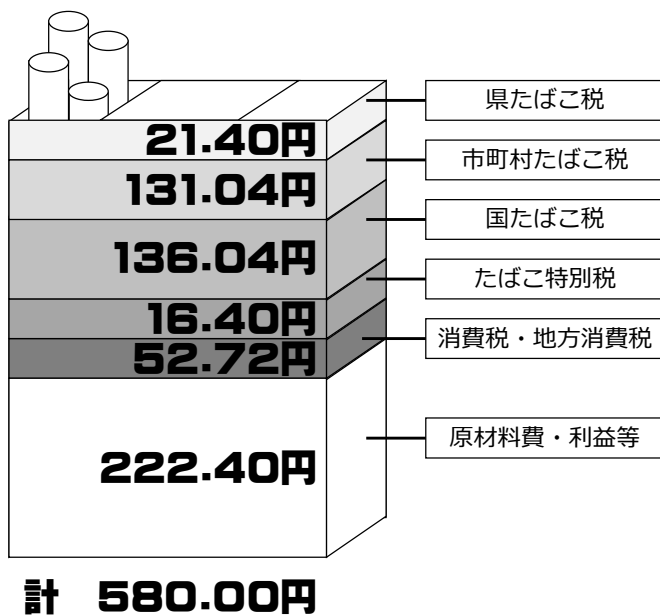 21.40円 県たばこ税
131.04円 市町村たばこ税
136.04円 国たばこ税
16.40円 たばこ特別税
52.72円 消費税・地方消費税
222.40円 原材料費・利益等
計 580.00円